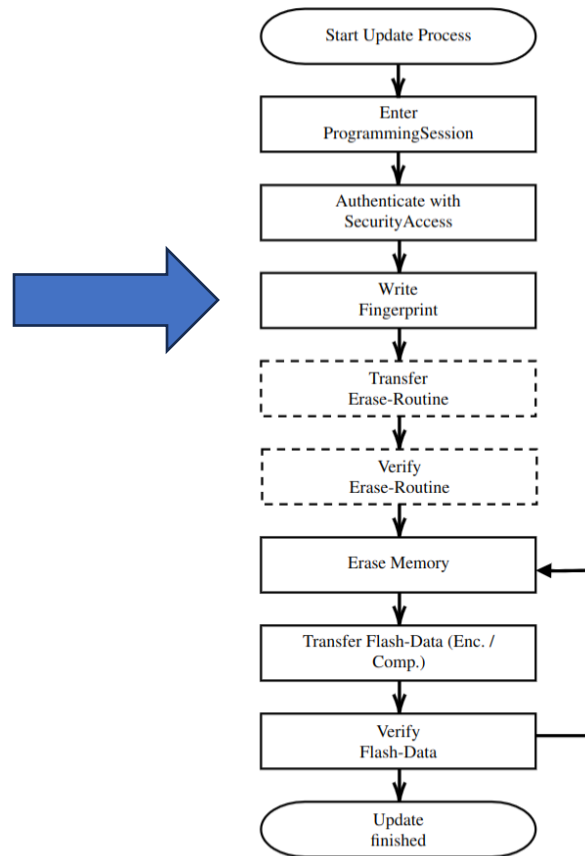 Start Update Process
Enter
ProgrammingSession
Authenticate with
SecurityAccess
Write
Fingerprint
Transfer
Erase-Routine
Verify
Erase-Routine
Erase Memory
Transfer Flash-Data (Enc. /
Comp.)
Verify
Flash-Data
Update
finished